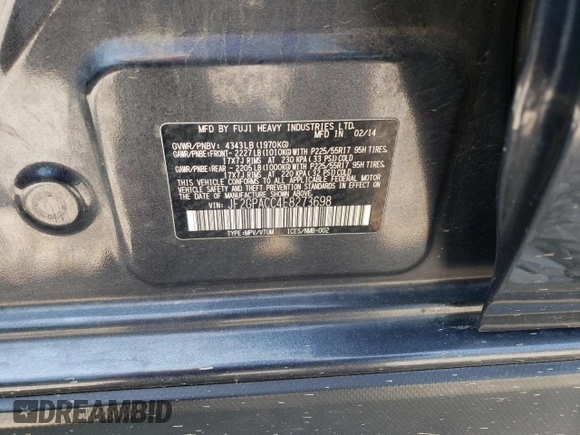 MFG BY FUJI HEAVY INDUSTRIES LTD.
MFD IN 02/14
GVWR/PNBV: 4343LB (1970KG)
GAWR/PNBE:FRONT- 2227LB(1010KG) WITH P225/55R17 95H TIRES,
17X7J RIMS AT 230 KPA( 33 PSI)COLD
GAWR/PNBE:REAR - 2205LB(1000KG) WITH P225/55R17 95H TIRES,
17X7J RIMS AT 220 KPA( 32 PSI)COLD
THIS VEHICLE CONFORMS TO ALL APPLICABLE FEDERAL MOTOR VEHICLE
SAFETY, BUMPER, AND THEFT PREVENTION STANDARDS IN EFFECT ON THE
DATE OF MANUFACTURE SHOWN ABOVE.
VIN: JF2GPACC4E8273698
TYPE:MPV/VTUM ICES/NMB-002
DREAMBID